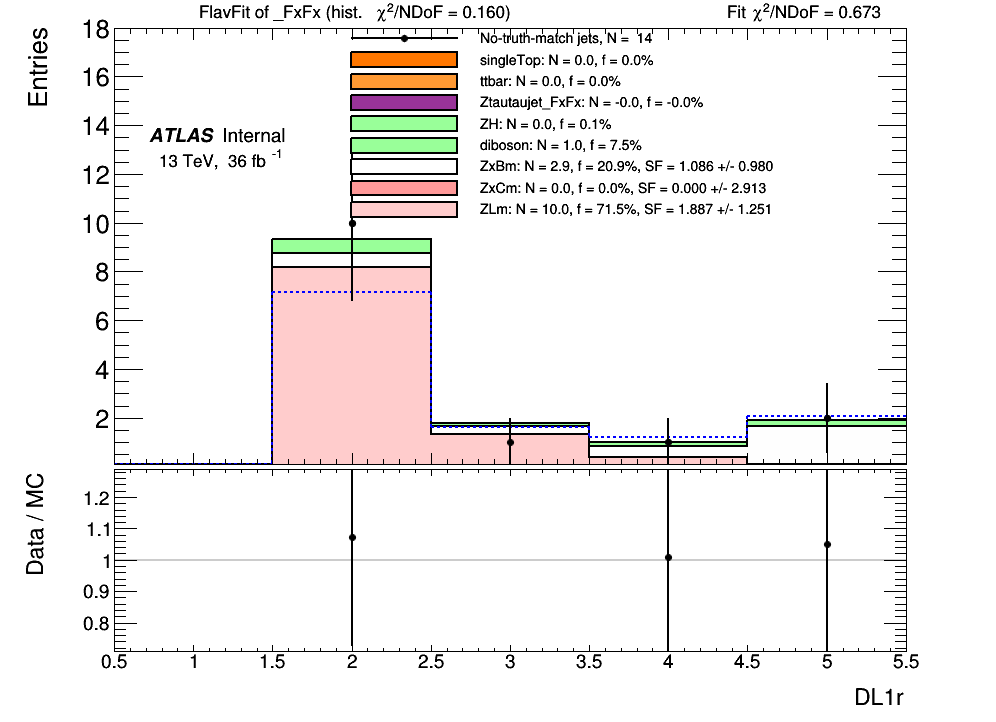 FlavFit of _FxFx (hist. χ²/NDoF = 0.160)
Fit χ²/NDoF = 0.673
Entries
18
16
14
12
10
8
6
4
2
ATLAS Internal
13 TeV, 36 fb⁻¹
No-truth-match jets, N = 14
singleTop: N = 0.0, f = 0.0%
ttbar: N = 0.0, f = 0.0%
Ztautaujet_FxFx: N = -0.0, f = -0.0%
ZH: N = 0.0, f = 0.1%
diboson: N = 1.0, f = 7.5%
ZxBm: N = 2.9, f = 20.9%, SF = 1.086 +/- 0.980
ZxCm: N = 0.0, f = 0.0%, SF = 0.000 +/- 2.913
ZLm: N = 10.0, f = 71.5%, SF = 1.887 +/- 1.251
Data / MC
1.2
1.1
1
0.9
0.8
0.5 1 1.5 2 2.5 3 3.5 4 4.5 5 5.5
DL1r